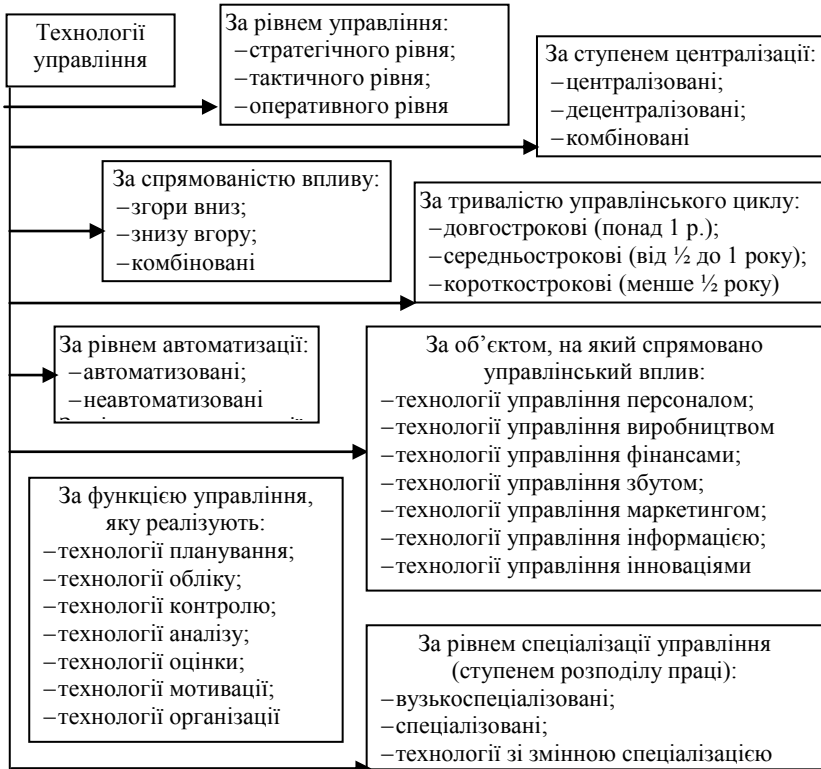 Технології
управління
За рівнем управління:
–стратегічного рівня;
–тактичного рівня;
–оперативного рівня
За ступенем централізації:
–централізовані;
–децентралізовані;
–комбіновані
За спрямованістю впливу:
–згори вниз;
–знизу вгору;
–комбіновані
За тривалістю управлінського циклу:
–довгострокові (понад 1 р.);
–середньострокові (від ½ до 1 року);
–короткострокові (менше ½ року)
За рівнем автоматизації:
–автоматизовані;
–неавтоматизовані
За об’єктом, на який спрямовано
управлінський вплив:
–технології управління персоналом;
–технології управління виробництвом
–технології управління фінансами;
–технології управління збутом;
–технології управління маркетингом;
–технології управління інформацією;
–технології управління інноваціями
За функцією управління,
яку реалізують:
–технології планування;
–технології обліку;
–технології контролю;
–технології аналізу;
–технології оцінки;
–технології мотивації;
–технології організації
За рівнем спеціалізації управління
(ступенем розподілу праці):
–вузькоспеціалізовані;
–спеціалізовані;
–технології зі змінною спеціалізацією